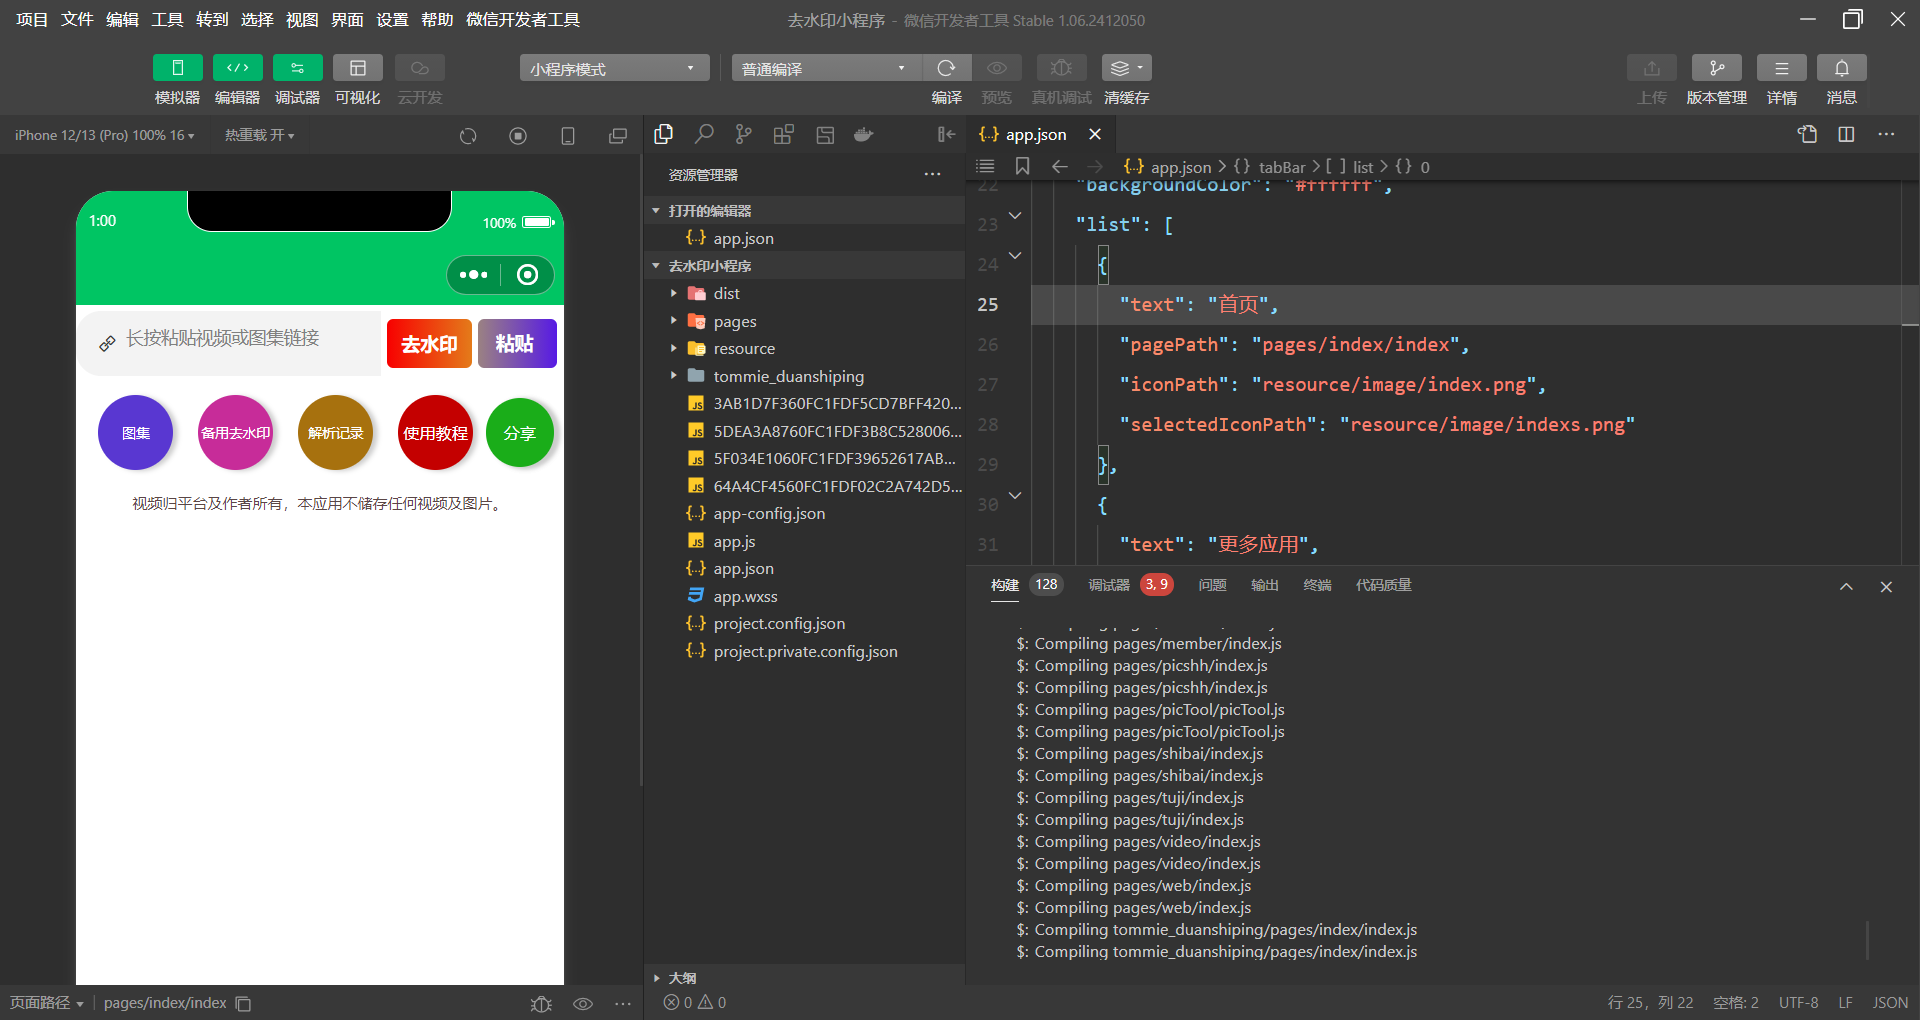 项目 文件 编辑 工具 转到 选择 视图 界面 设置 帮助 微信开发者工具
去水印小程序 - 微信开发者工具 Stable 1.06.2412050
模拟器 编辑器 调试器 可视化 云开发
小程序模式
普通编译
编译 预览 真机调试 清缓存
上传 版本管理 详情 消息
iPhone 12/13 (Pro) 100% 16
热重载 开
1:00
100%
长按粘贴视频或图集链接
去水印
粘贴
图集
备用去水印
解析记录
使用教程
分享
视频归平台及作者所有，本应用不储存任何视频及图片。
页面路径
pages/index/index
资源管理器
打开的编辑器
{..} app.json
去水印小程序
dist
pages
resource
tommie_duanshiping
JS 3AB1D7F360FC1FDF5CD7BFF420...
JS 5DEA3A8760FC1FDF3B8C528006...
JS 5F034E1060FC1FDF39652617AB...
JS 64A4CF4560FC1FDF02C2A742D5...
{..} app-config.json
JS app.js
{..} app.json
app.wxss
{..} project.config.json
{..} project.private.config.json
大纲
0 0
{..} app.json
{..} app.json > {} tabBar > [ ] list > {} 0
22 "backgroundColor": "#ffffff",
23 "list": [
24 {
25 "text": "首页",
26 "pagePath": "pages/index/index",
27 "iconPath": "resource/image/index.png",
28 "selectedIconPath": "resource/image/indexs.png"
29 },
30 {
31 "text": "更多应用",
构建 128 调试器 3, 9 问题 输出 终端 代码质量
$: Compiling pages/member/index.js
$: Compiling pages/picshh/index.js
$: Compiling pages/picshh/index.js
$: Compiling pages/picTool/picTool.js
$: Compiling pages/picTool/picTool.js
$: Compiling pages/shibai/index.js
$: Compiling pages/shibai/index.js
$: Compiling pages/tuji/index.js
$: Compiling pages/tuji/index.js
$: Compiling pages/video/index.js
$: Compiling pages/video/index.js
$: Compiling pages/web/index.js
$: Compiling pages/web/index.js
$: Compiling tommie_duanshiping/pages/index/index.js
$: Compiling tommie_duanshiping/pages/index/index.js
行 25，列 22 空格: 2 UTF-8 LF JSON